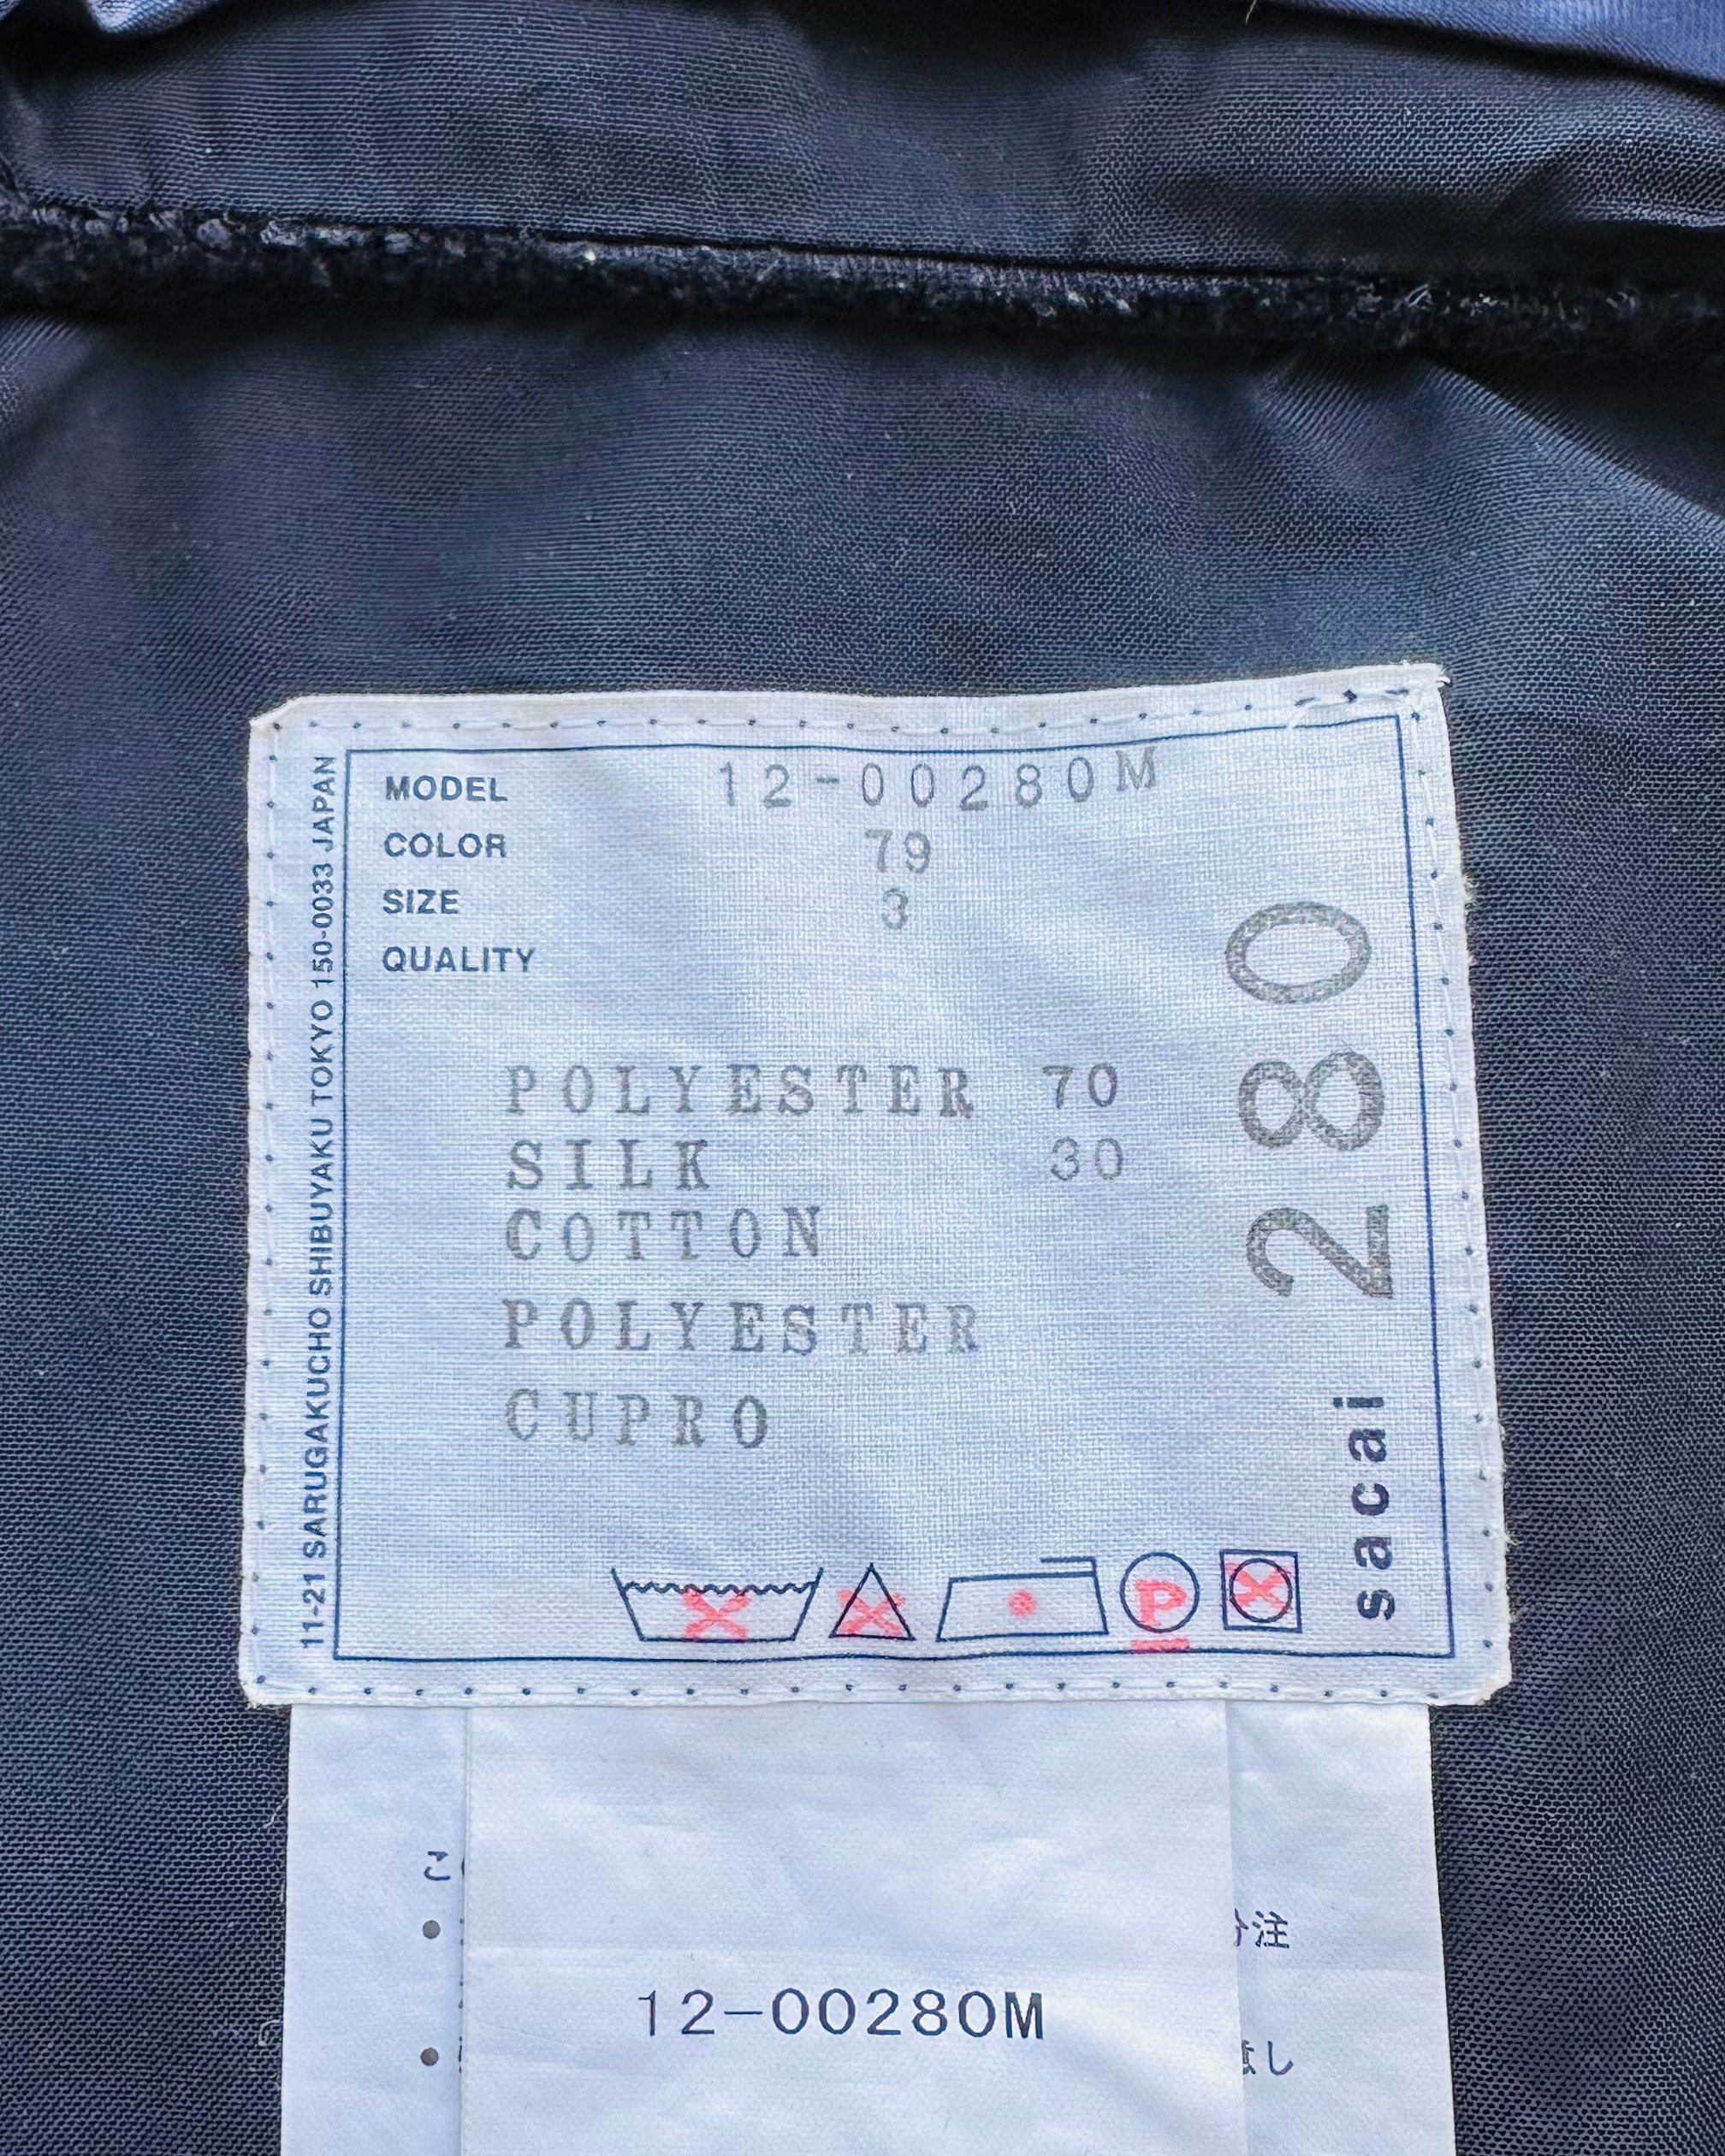 MODEL 12-00280M
COLOR 79
SIZE 3
QUALITY
POLYESTER 70
SILK 30
COTTON
POLYESTER
CUPRO
P
280
sacai
11-21 SARUGAKUCHO SHIBUYAKU TOKYO 150-0033 JAPAN
こ
注
12-00280M
し